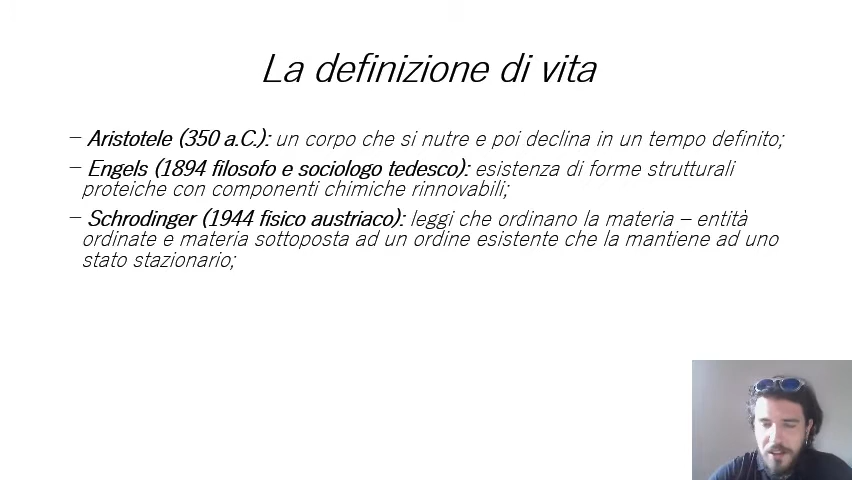 La definizione di vita
– Aristotele (350 a.C.): un corpo che si nutre e poi declina in un tempo definito;
– Engels (1894 filosofo e sociologo tedesco): esistenza di forme strutturali
proteiche con componenti chimiche rinnovabili;
– Schrodinger (1944 fisico austriaco): leggi che ordinano la materia – entità
ordinate e materia sottoposta ad un ordine esistente che la mantiene ad uno
stato stazionario;